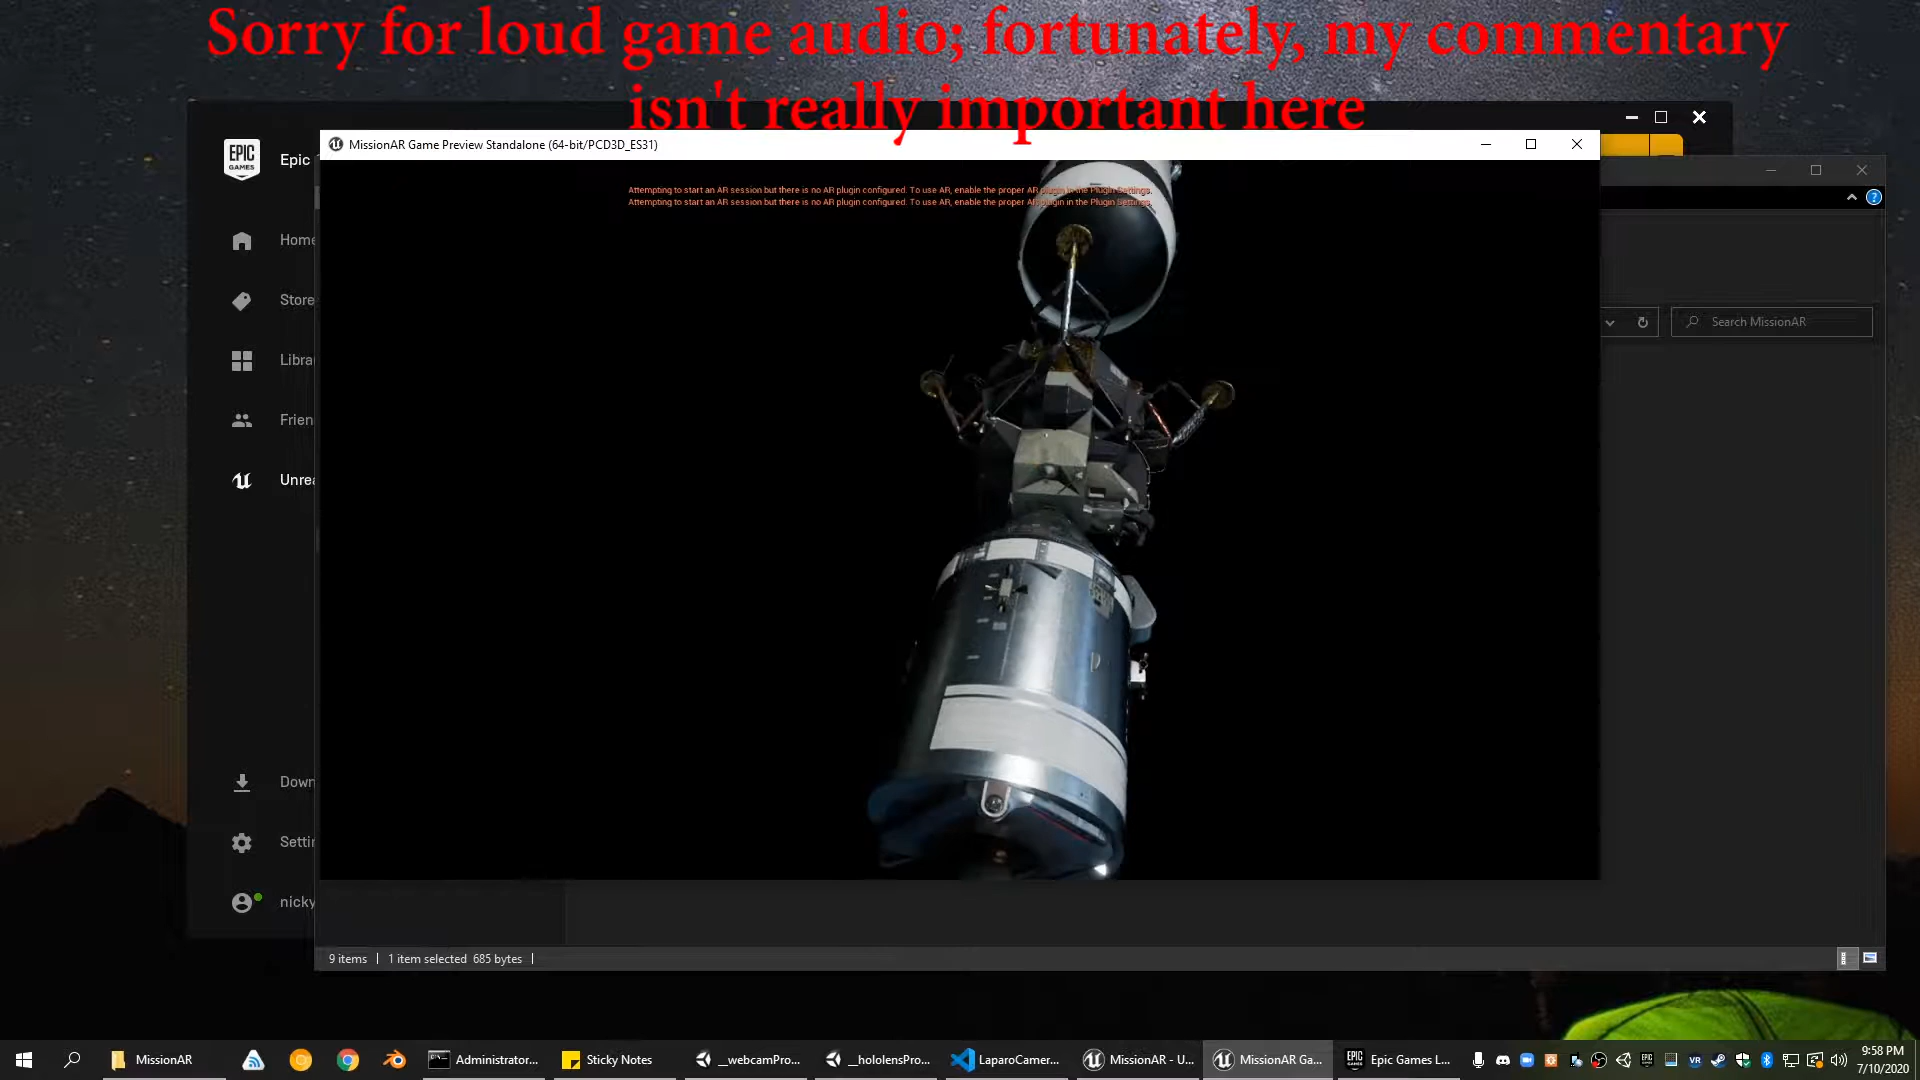 Sorry for loud game audio; fortunately, my commentary
isn't really important here
EPIC
GAMES
Epic
MissionAR Game Preview Standalone (64-bit/PCD3D_ES31)
Attempting to start an AR session but there is no AR plugin configured. To use AR, enable the proper AR plugin in the Plugin Settings.
Attempting to start an AR session but there is no AR plugin configured. To use AR, enable the proper AR plugin in the Plugin Settings.
Home
Store
Libra
Frien
Unrea
Down
Settin
nicky
Search MissionAR
9 items
1 item selected 685 bytes
MissionAR
Administrator...
Sticky Notes
__webcamPro...
__hololensPro...
LaparoCamer...
MissionAR - U...
MissionAR Ga...
Epic Games L...
9:58 PM
7/10/2020